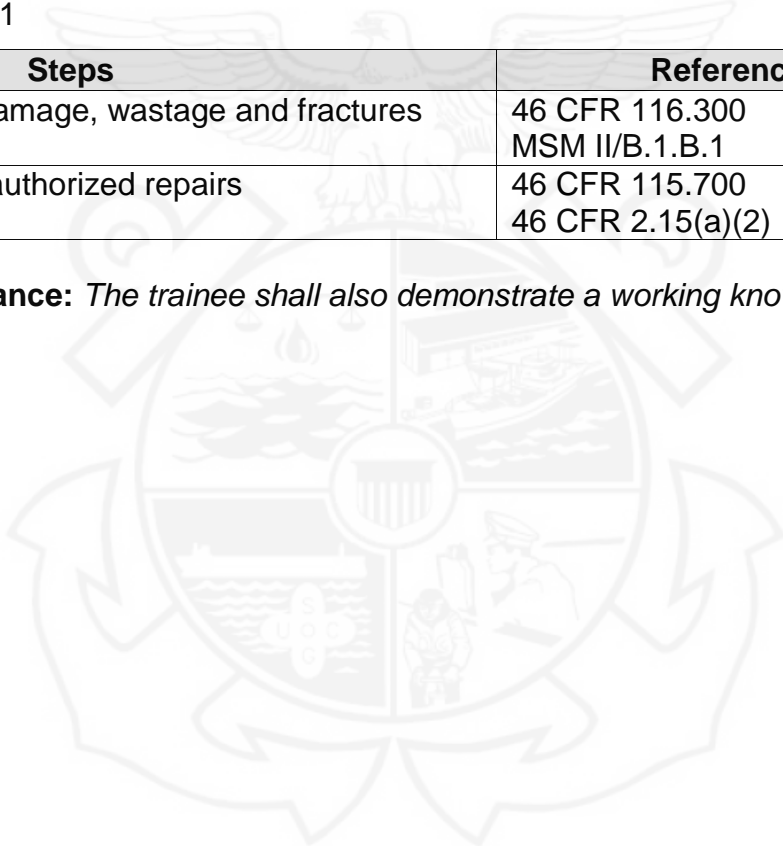 1
Steps Referenc
amage, wastage and fractures 46 CFR 116.300
MSM II/B.1.B.1
authorized repairs 46 CFR 115.700
46 CFR 2.15(a)(2)
ance: The trainee shall also demonstrate a working kno
S
U O C
G